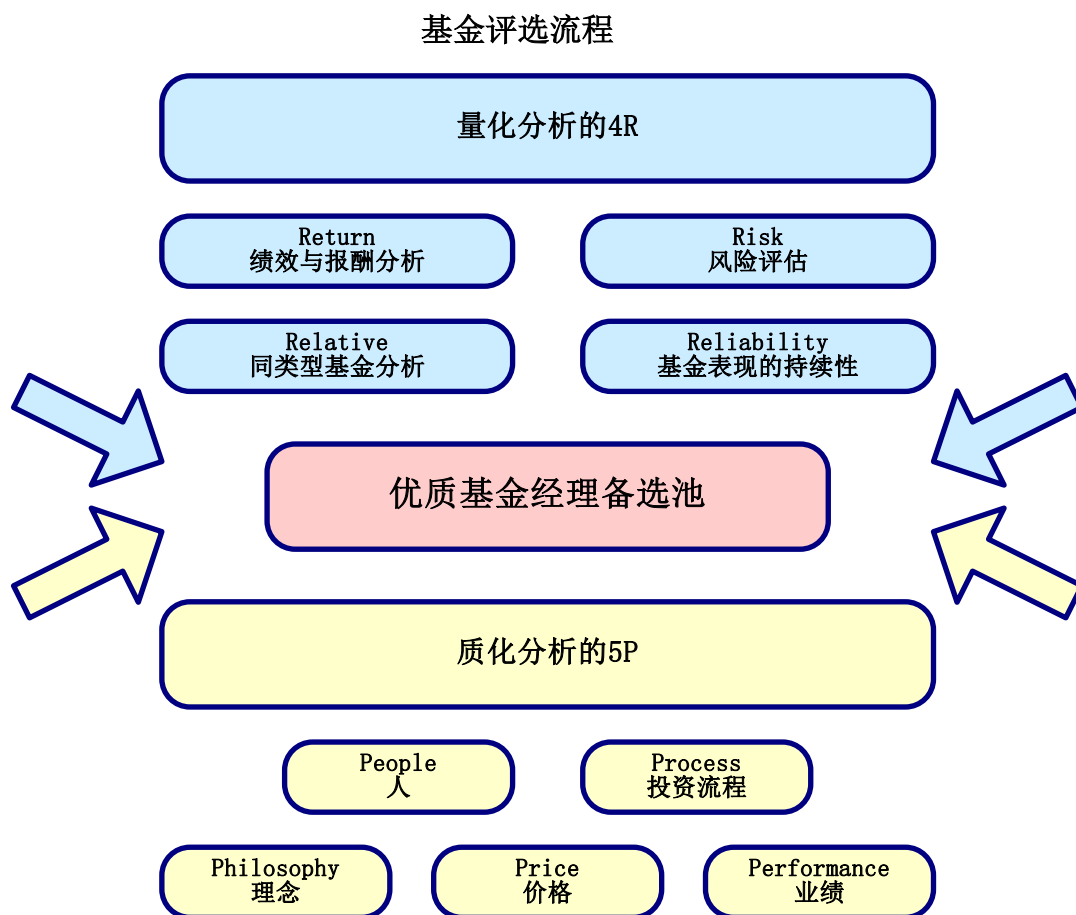 基金评选流程
量化分析的4R
Return
绩效与报酬分析
Risk
风险评估
Relative
同类型基金分析
Reliability
基金表现的持续性
优质基金经理备选池
质化分析的5P
People
人
Process
投资流程
Philosophy
理念
Price
价格
Performance
业绩